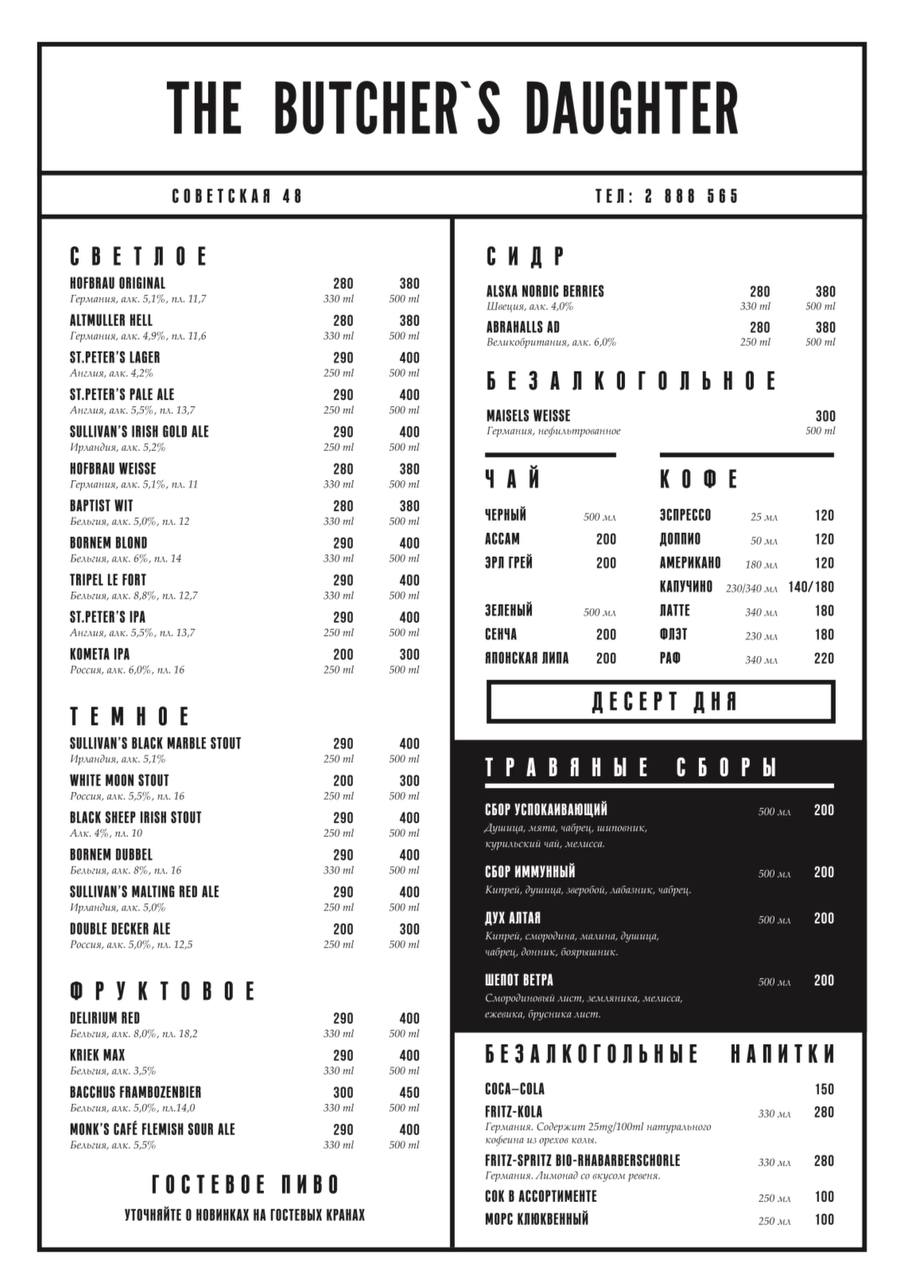 THE BUTCHER`S DAUGHTER
СОВЕТСКАЯ 48
ТЕЛ: 2 888 565
СВЕТЛОЕ
HOFBRAU ORIGINAL 280 380
Германия, алк. 5,1%, пл. 11,7 330 ml 500 ml
ALTMULLER HELL 280 380
Германия, алк. 4,9%, пл. 11,6 330 ml 500 ml
ST.PETER'S LAGER 290 400
Англия, алк. 4,2% 250 ml 500 ml
ST.PETER'S PALE ALE 290 400
Англия, алк. 5,5%, пл. 13,7 250 ml 500 ml
SULLIVAN'S IRISH GOLD ALE 290 400
Ирландия, алк. 5,2% 250 ml 500 ml
HOFBRAU WEISSE 280 380
Германия, алк. 5,1%, пл. 11 330 ml 500 ml
BAPTIST WIT 280 380
Бельгия, алк. 5,0%, пл. 12 330 ml 500 ml
BORNEM BLOND 290 400
Бельгия, алк. 6%, пл. 14 330 ml 500 ml
TRIPEL LE FORT 290 400
Бельгия, алк. 8,8%, пл. 12,7 330 ml 500 ml
ST.PETER'S IPA 290 400
Англия, алк. 5,5%, пл. 13,7 250 ml 500 ml
KOMETA IPA 200 300
Россия, алк. 6,0%, пл. 16 250 ml 500 ml
ТЕМНОЕ
SULLIVAN'S BLACK MARBLE STOUT 290 400
Ирландия, алк. 5,1% 250 ml 500 ml
WHITE MOON STOUT 200 300
Россия, алк. 5,5%, пл. 16 250 ml 500 ml
BLACK SHEEP IRISH STOUT 290 400
Алк. 4%, пл. 10 250 ml 500 ml
BORNEM DUBBEL 290 400
Бельгия, алк. 8%, пл. 16 330 ml 500 ml
SULLIVAN'S MALTING RED ALE 290 400
Ирландия, алк. 5,0% 250 ml 500 ml
DOUBLE DECKER ALE 200 300
Россия, алк. 5,0%, пл. 12,5 250 ml 500 ml
ФРУКТОВОЕ
DELIRIUM RED 290 400
Бельгия, алк. 8,0%, пл. 18,2 330 ml 500 ml
KRIEK MAX 290 400
Бельгия, алк. 3,5% 330 ml 500 ml
BACCHUS FRAMBOZENBIER 300 450
Бельгия, алк. 5,0%, пл.14,0 330 ml 500 ml
MONK'S CAFÉ FLEMISH SOUR ALE 290 400
Бельгия, алк. 5,5% 330 ml 500 ml
ГОСТЕВОЕ ПИВО
УТОЧНЯЙТЕ О НОВИНКАХ НА ГОСТЕВЫХ КРАНАХ
СИДР
ALSKA NORDIC BERRIES 280 380
Швеция, алк. 4,0% 330 ml 500 ml
ABRAHALLS AD 280 380
Великобритания, алк. 6,0% 250 ml 500 ml
БЕЗАЛКОГОЛЬНОЕ
MAISELS WEISSE 300
Германия, нефильтрованное 500 ml
ЧАЙ
ЧЕРНЫЙ 500 мл
АССАМ 200
ЭРЛ ГРЕЙ 200
ЗЕЛЕНЫЙ 500 мл
СЕНЧА 200
ЯПОНСКАЯ ЛИПА 200
КОФЕ
ЭСПРЕССО 25 мл 120
ДОППИО 50 мл 120
АМЕРИКАНО 180 мл 120
КАПУЧИНО 230/340 мл 140/180
ЛАТТЕ 340 мл 180
ФЛЭТ 230 мл 180
РАФ 340 мл 220
ДЕСЕРТ ДНЯ
ТРАВЯНЫЕ СБОРЫ
СБОР УСПОКАИВАЮЩИЙ 500 мл 200
Душица, мята, чабрец, шиповник,
курильский чай, мелисса.
СБОР ИММУННЫЙ 500 мл 200
Кипрей, душица, зверобой, лабазник, чабрец.
ДУХ АЛТАЯ 500 мл 200
Кипрей, смородина, малина, душица,
чабрец, донник, боярышник.
ШЕПОТ ВЕТРА 500 мл 200
Смородиновый лист, земляника, мелисса,
ежевика, брусника лист.
БЕЗАЛКОГОЛЬНЫЕ НАПИТКИ
COCA–COLA 150
FRITZ-KOLA 330 мл 280
Германия. Содержит 25mg/100ml натурального
кофеина из орехов колы.
FRITZ-SPRITZ BIO-RHABARBERSCHORLE 330 мл 280
Германия. Лимонад со вкусом ревеня.
СОК В АССОРТИМЕНТЕ 250 мл 100
МОРС КЛЮКВЕННЫЙ 250 мл 100